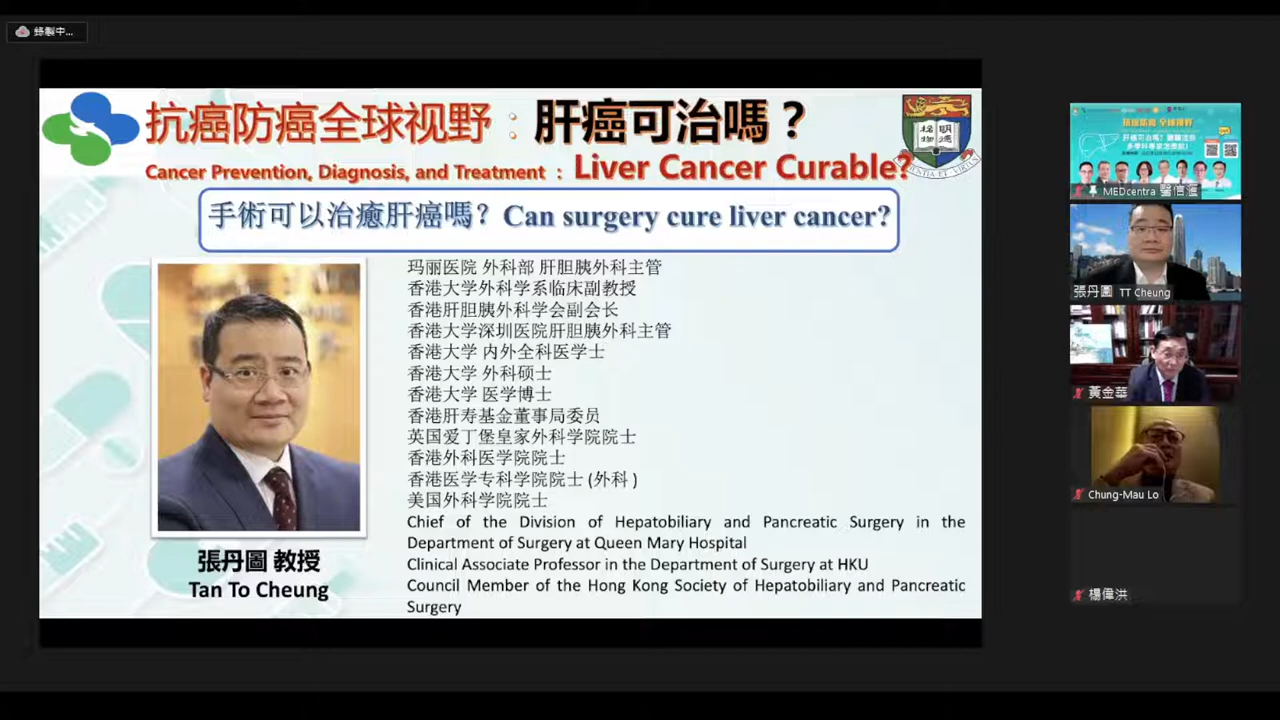 錄製中...
抗癌防癌全球视野：肝癌可治嗎？
Cancer Prevention, Diagnosis, and Treatment : Liver Cancer Curable?
手術可以治癒肝癌嗎? Can surgery cure liver cancer?
玛丽医院 外科部 肝胆胰外科主管
香港大学外科学系临床副教授
香港肝胆胰外科学会副会长
香港大学深圳医院肝胆胰外科主管
香港大学 内外全科医学士
香港大学 外科硕士
香港大学 医学博士
香港肝寿基金董事局委员
英国爱丁堡皇家外科学院院士
香港外科医学院院士
香港医学专科学院院士 (外科 )
美国外科学院院士
Chief of the Division of Hepatobiliary and Pancreatic Surgery in the
Department of Surgery at Queen Mary Hospital
Clinical Associate Professor in the Department of Surgery at HKU
Council Member of the Hong Kong Society of Hepatobiliary and Pancreatic
Surgery
張丹圖 教授
Tan To Cheung
抗癌防癌 全球视野
MEDcentra 醫信滙
張丹圖 TT Cheung
黃金華
Chung-Mau Lo
楊偉洪